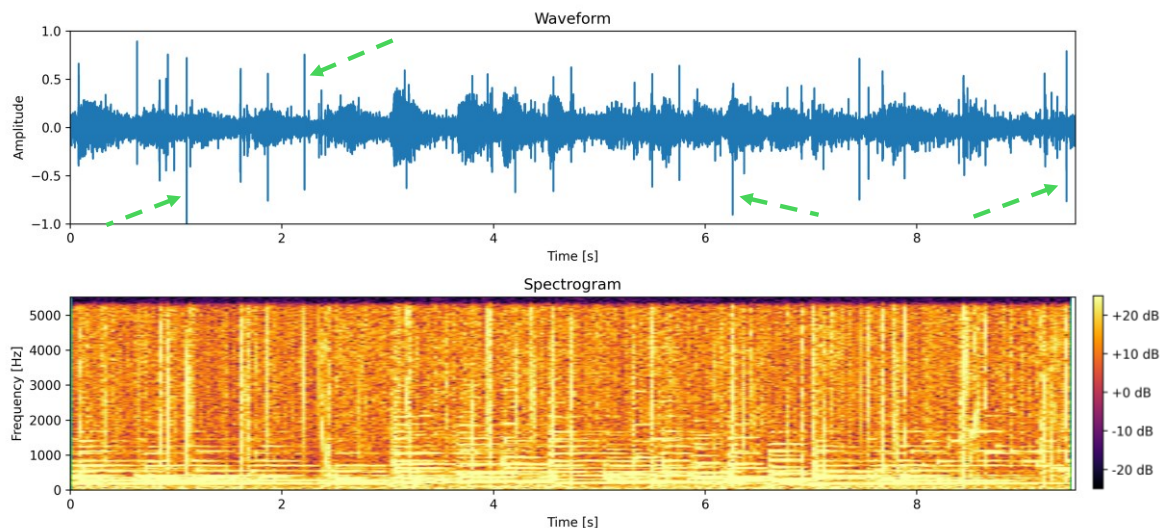 Waveform
1.0
0.5
0.0
−0.5
−1.0
Amplitude
0 2 4 6 8
Time [s]
Spectrogram
5000
4000
3000
2000
1000
0
Frequency [Hz]
0 2 4 6 8
Time [s]
+20 dB
+10 dB
+0 dB
-10 dB
-20 dB